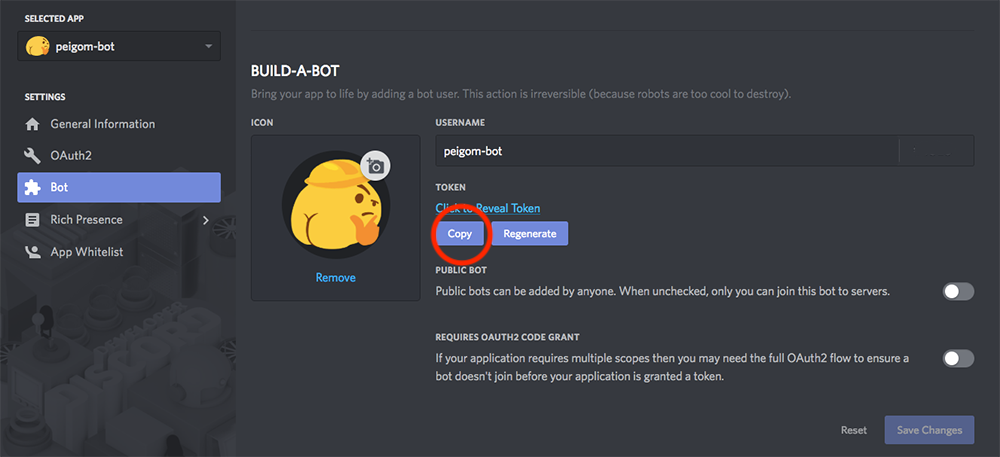 SELECTED APP
peigom-bot
SETTINGS
General Information
OAuth2
Bot
Rich Presence
App Whitelist
BUILD-A-BOT
Bring your app to life by adding a bot user. This action is irreversible (because robots are too cool to destroy).
ICON
Remove
USERNAME
peigom-bot
TOKEN
Click to Reveal Token
Copy
Regenerate
PUBLIC BOT
Public bots can be added by anyone. When unchecked, only you can join this bot to servers.
REQUIRES OAUTH2 CODE GRANT
If your application requires multiple scopes then you may need the full OAuth2 flow to ensure a
bot doesn't join before your application is granted a token.
Reset
Save Changes